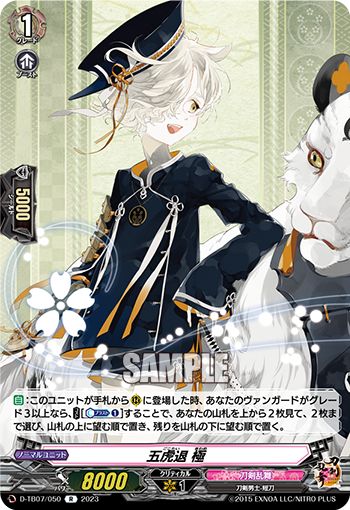 1
グレード
ブースト
5000
シールド
SAMPLE
自:このユニットが手札からRに登場した時、あなたのヴァンガードがグレー
ド3以上なら、[ブラスト1]することで、あなたの山札を上から2枚見て、2枚ま
で選び、山札の上に望む順で置き、残りを山札の下に望む順で置く。
ノーマルユニット
五虎退 極
パワー 8000
クリティカル
1
刀剣乱舞
刀剣男士・短刀
D-TB07/050 R 2023
©2015 EXNOA LLC/NITRO PLUS